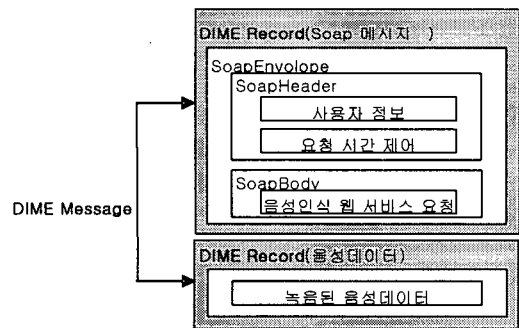 DIME Record(Soap 메시지 )
SoapEnvolope
SoapHeader
사용자 정보
요청 시간 제어
SoapBody
음성인식 웹 서비스 요청
DIME Message
DIME Record(음성데이터)
녹음된 음성데이터